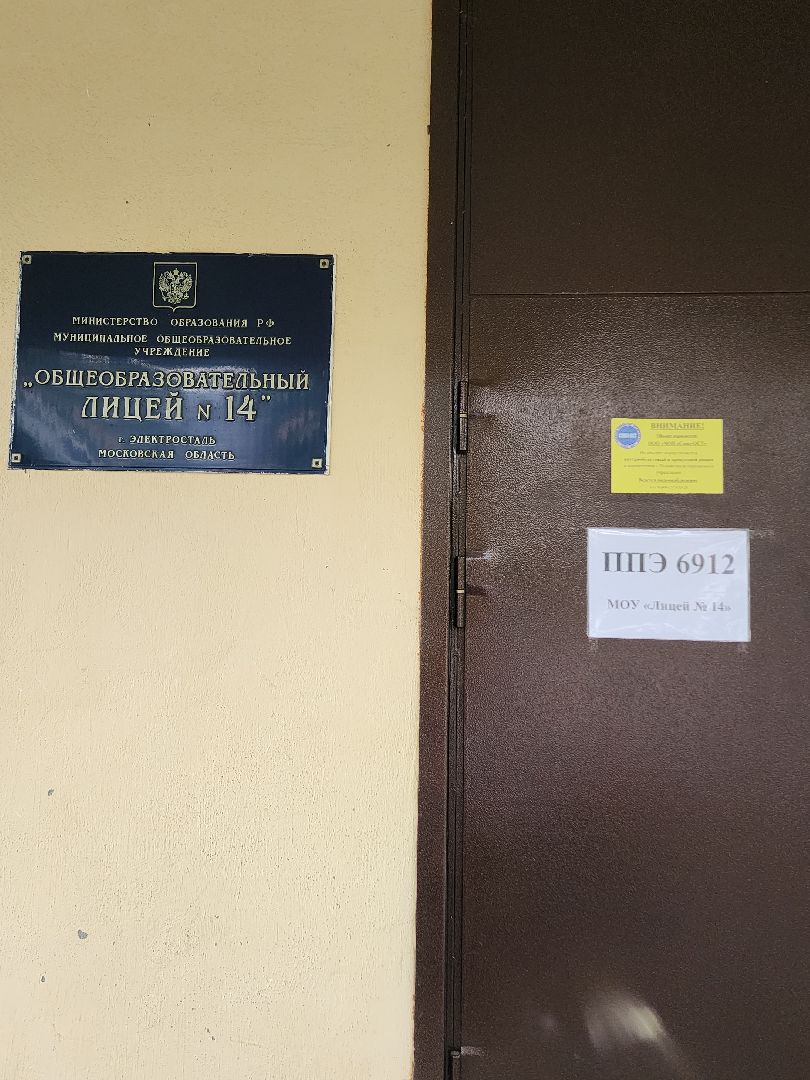 МИНИСТЕРСТВО ОБРАЗОВАНИЯ РФ
МУНИЦИПАЛЬНОЕ ОБЩЕОБРАЗОВАТЕЛЬНОЕ
УЧРЕЖДЕНИЕ
„ОБЩЕОБРАЗОВАТЕЛЬНЫЙ
ЛИЦЕЙ N 14”
г. ЭЛЕКТРОСТАЛЬ
МОСКОВСКАЯ ОБЛАСТЬ
ВНИМАНИЕ!
ППЭ 6912
МОУ «Лицей № 14»